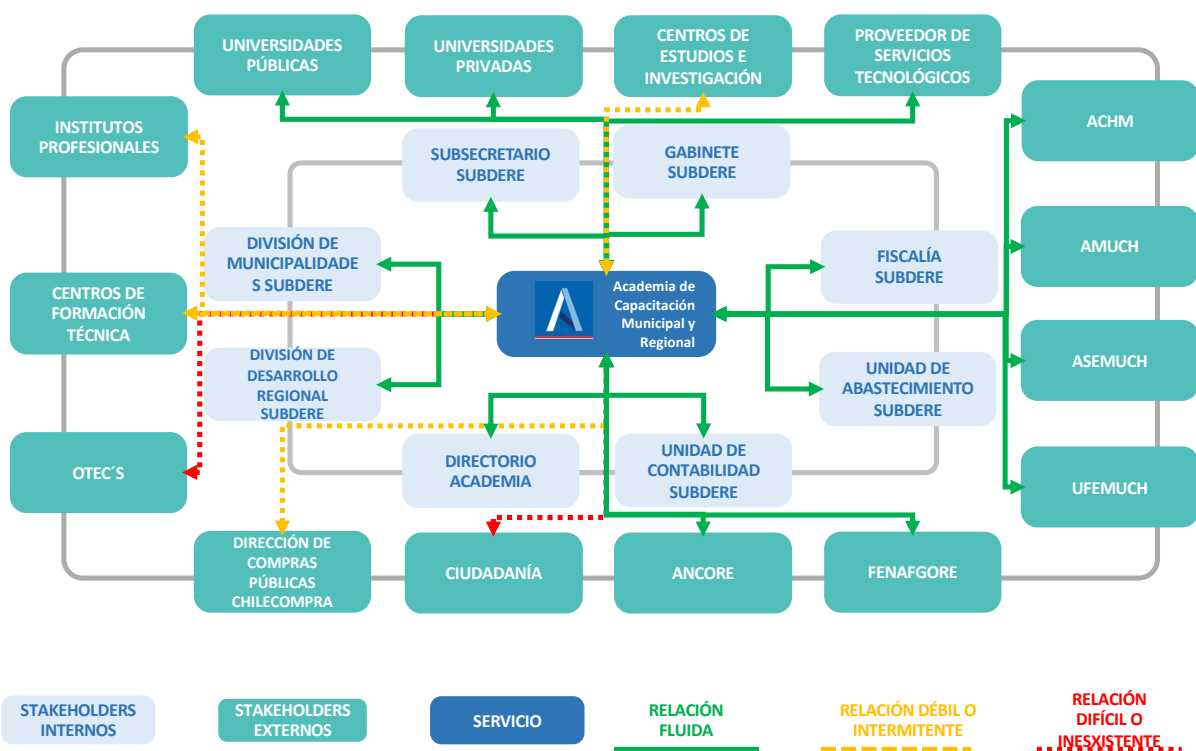 UNIVERSIDADES
PÚBLICAS
UNIVERSIDADES
PRIVADAS
CENTROS DE
ESTUDIOS E
INVESTIGACIÓN
PROVEEDOR DE
SERVICIOS
TECNOLÓGICOS
INSTITUTOS
PROFESIONALES
ACHM
SUBSECRETARIO
SUBDERE
GABINETE
SUBDERE
DIVISIÓN DE
MUNICIPALIDADE
S SUBDERE
FISCALÍA
SUBDERE
AMUCH
CENTROS DE
FORMACIÓN
TÉCNICA
Academia de
Capacitación
Municipal y
Regional
DIVISIÓN DE
DESARROLLO
REGIONAL
SUBDERE
UNIDAD DE
ABASTECIMIENTO
SUBDERE
ASEMUCH
OTEC´S
DIRECTORIO
ACADEMIA
UNIDAD DE
CONTABILIDAD
SUBDERE
UFEMUCH
DIRECCIÓN DE
COMPRAS
PÚBLICAS
CHILECOMPRA
CIUDADANÍA
ANCORE
FENAFGORE
STAKEHOLDERS
INTERNOS
STAKEHOLDERS
EXTERNOS
SERVICIO
RELACIÓN
FLUIDA
RELACIÓN DÉBIL O
INTERMITENTE
RELACIÓN
DIFÍCIL O
INESXISTENTE